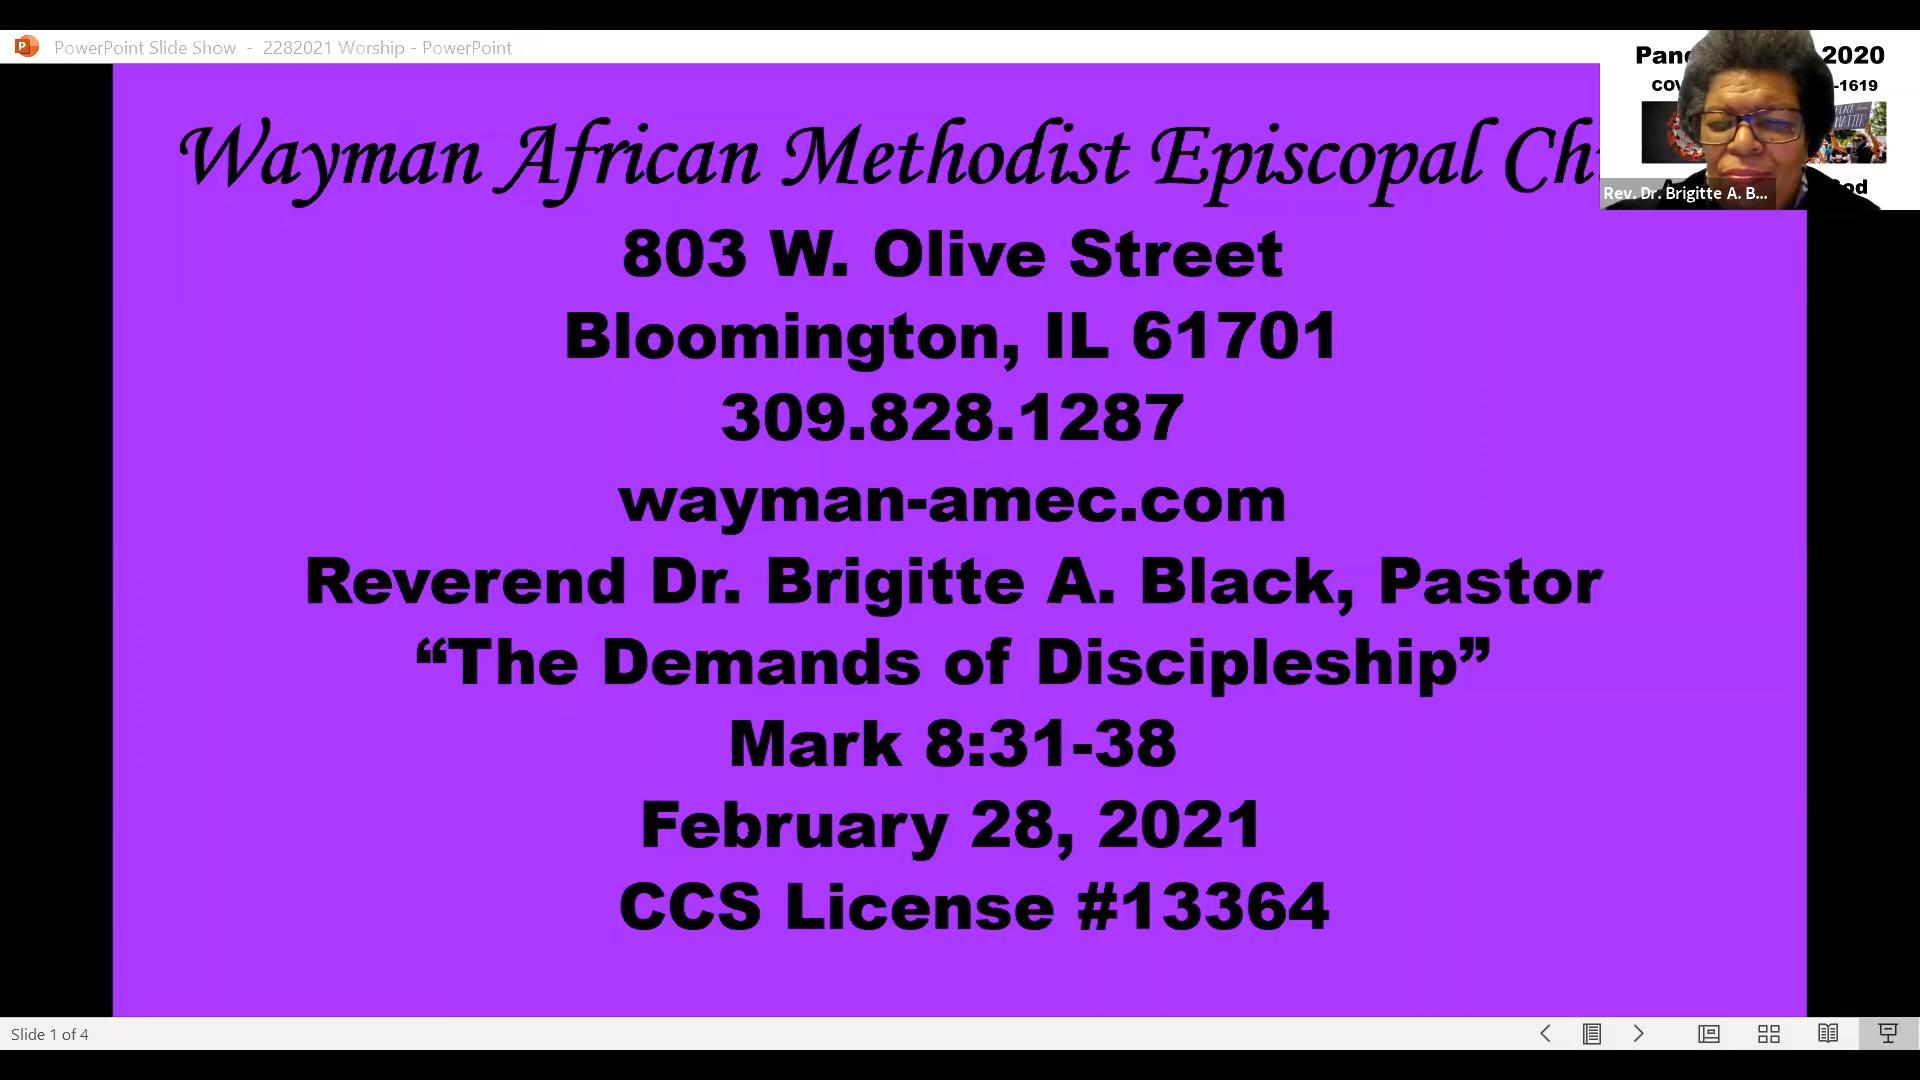 PowerPoint Slide Show - 2282021 Worship - PowerPoint
Wayman African Methodist Episcopal Ch
803 W. Olive Street
Bloomington, IL 61701
309.828.1287
wayman-amec.com
Reverend Dr. Brigitte A. Black, Pastor
“The Demands of Discipleship”
Mark 8:31-38
February 28, 2021
CCS License #13364
2020
-1619
BLACK
MATTER
Rev. Dr. Brigitte A. B...
Slide 1 of 4